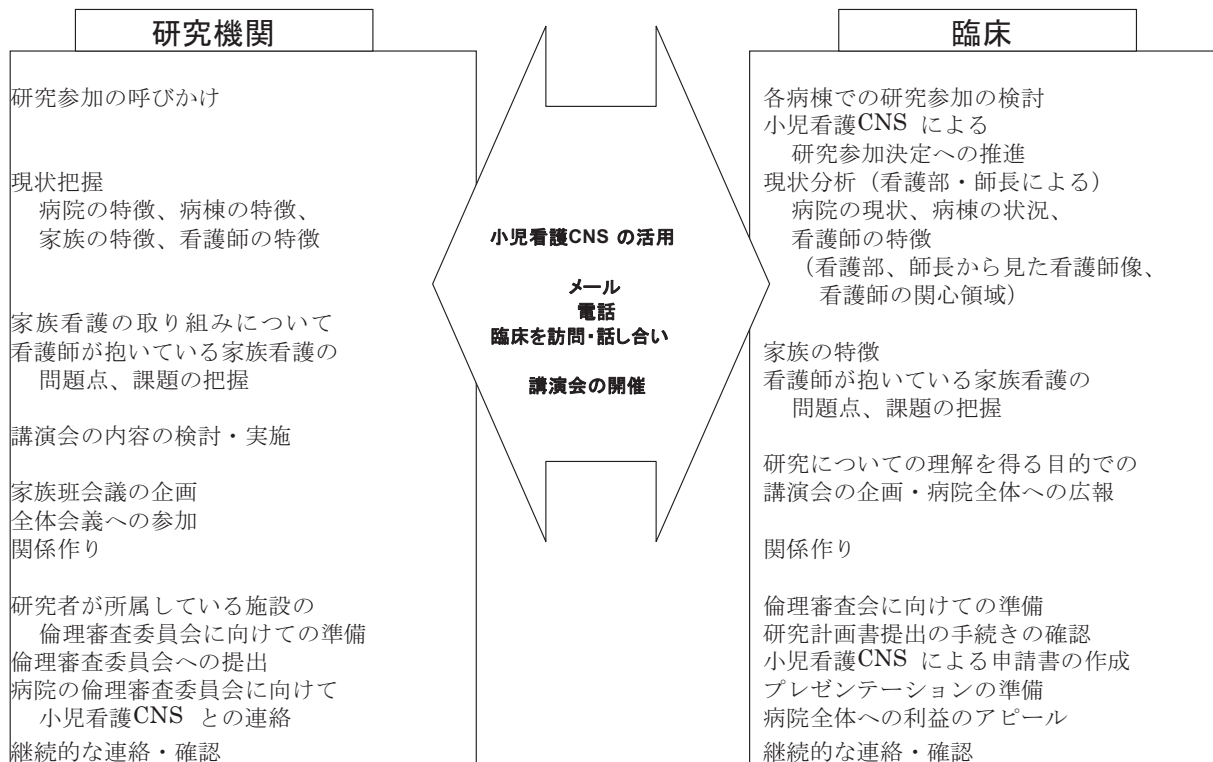 研究機関
研究参加の呼びかけ
現状把握
病院の特徴、病棟の特徴、
家族の特徴、看護師の特徴
家族看護の取り組みについて
看護師が抱いている家族看護の
問題点、課題の把握
講演会の内容の検討・実施
家族班会議の企画
全体会議への参加
関係作り
研究者が所属している施設の
倫理審査委員会に向けての準備
倫理審査委員会への提出
病院の倫理審査委員会に向けて
小児看護CNS との連絡
継続的な連絡・確認
小児看護CNS の活用
メール
電話
臨床を訪問・話し合い
講演会の開催
臨床
各病棟での研究参加の検討
小児看護CNS による
研究参加決定への推進
現状分析（看護部・師長による）
病院の現状、病棟の状況、
看護師の特徴
（看護部、師長から見た看護師像、
看護師の関心領域）
家族の特徴
看護師が抱いている家族看護の
問題点、課題の把握
研究についての理解を得る目的での
講演会の企画・病院全体への広報
関係作り
倫理審査会に向けての準備
研究計画書提出の手続きの確認
小児看護CNS による申請書の作成
プレゼンテーションの準備
病院全体への利益のアピール
継続的な連絡・確認